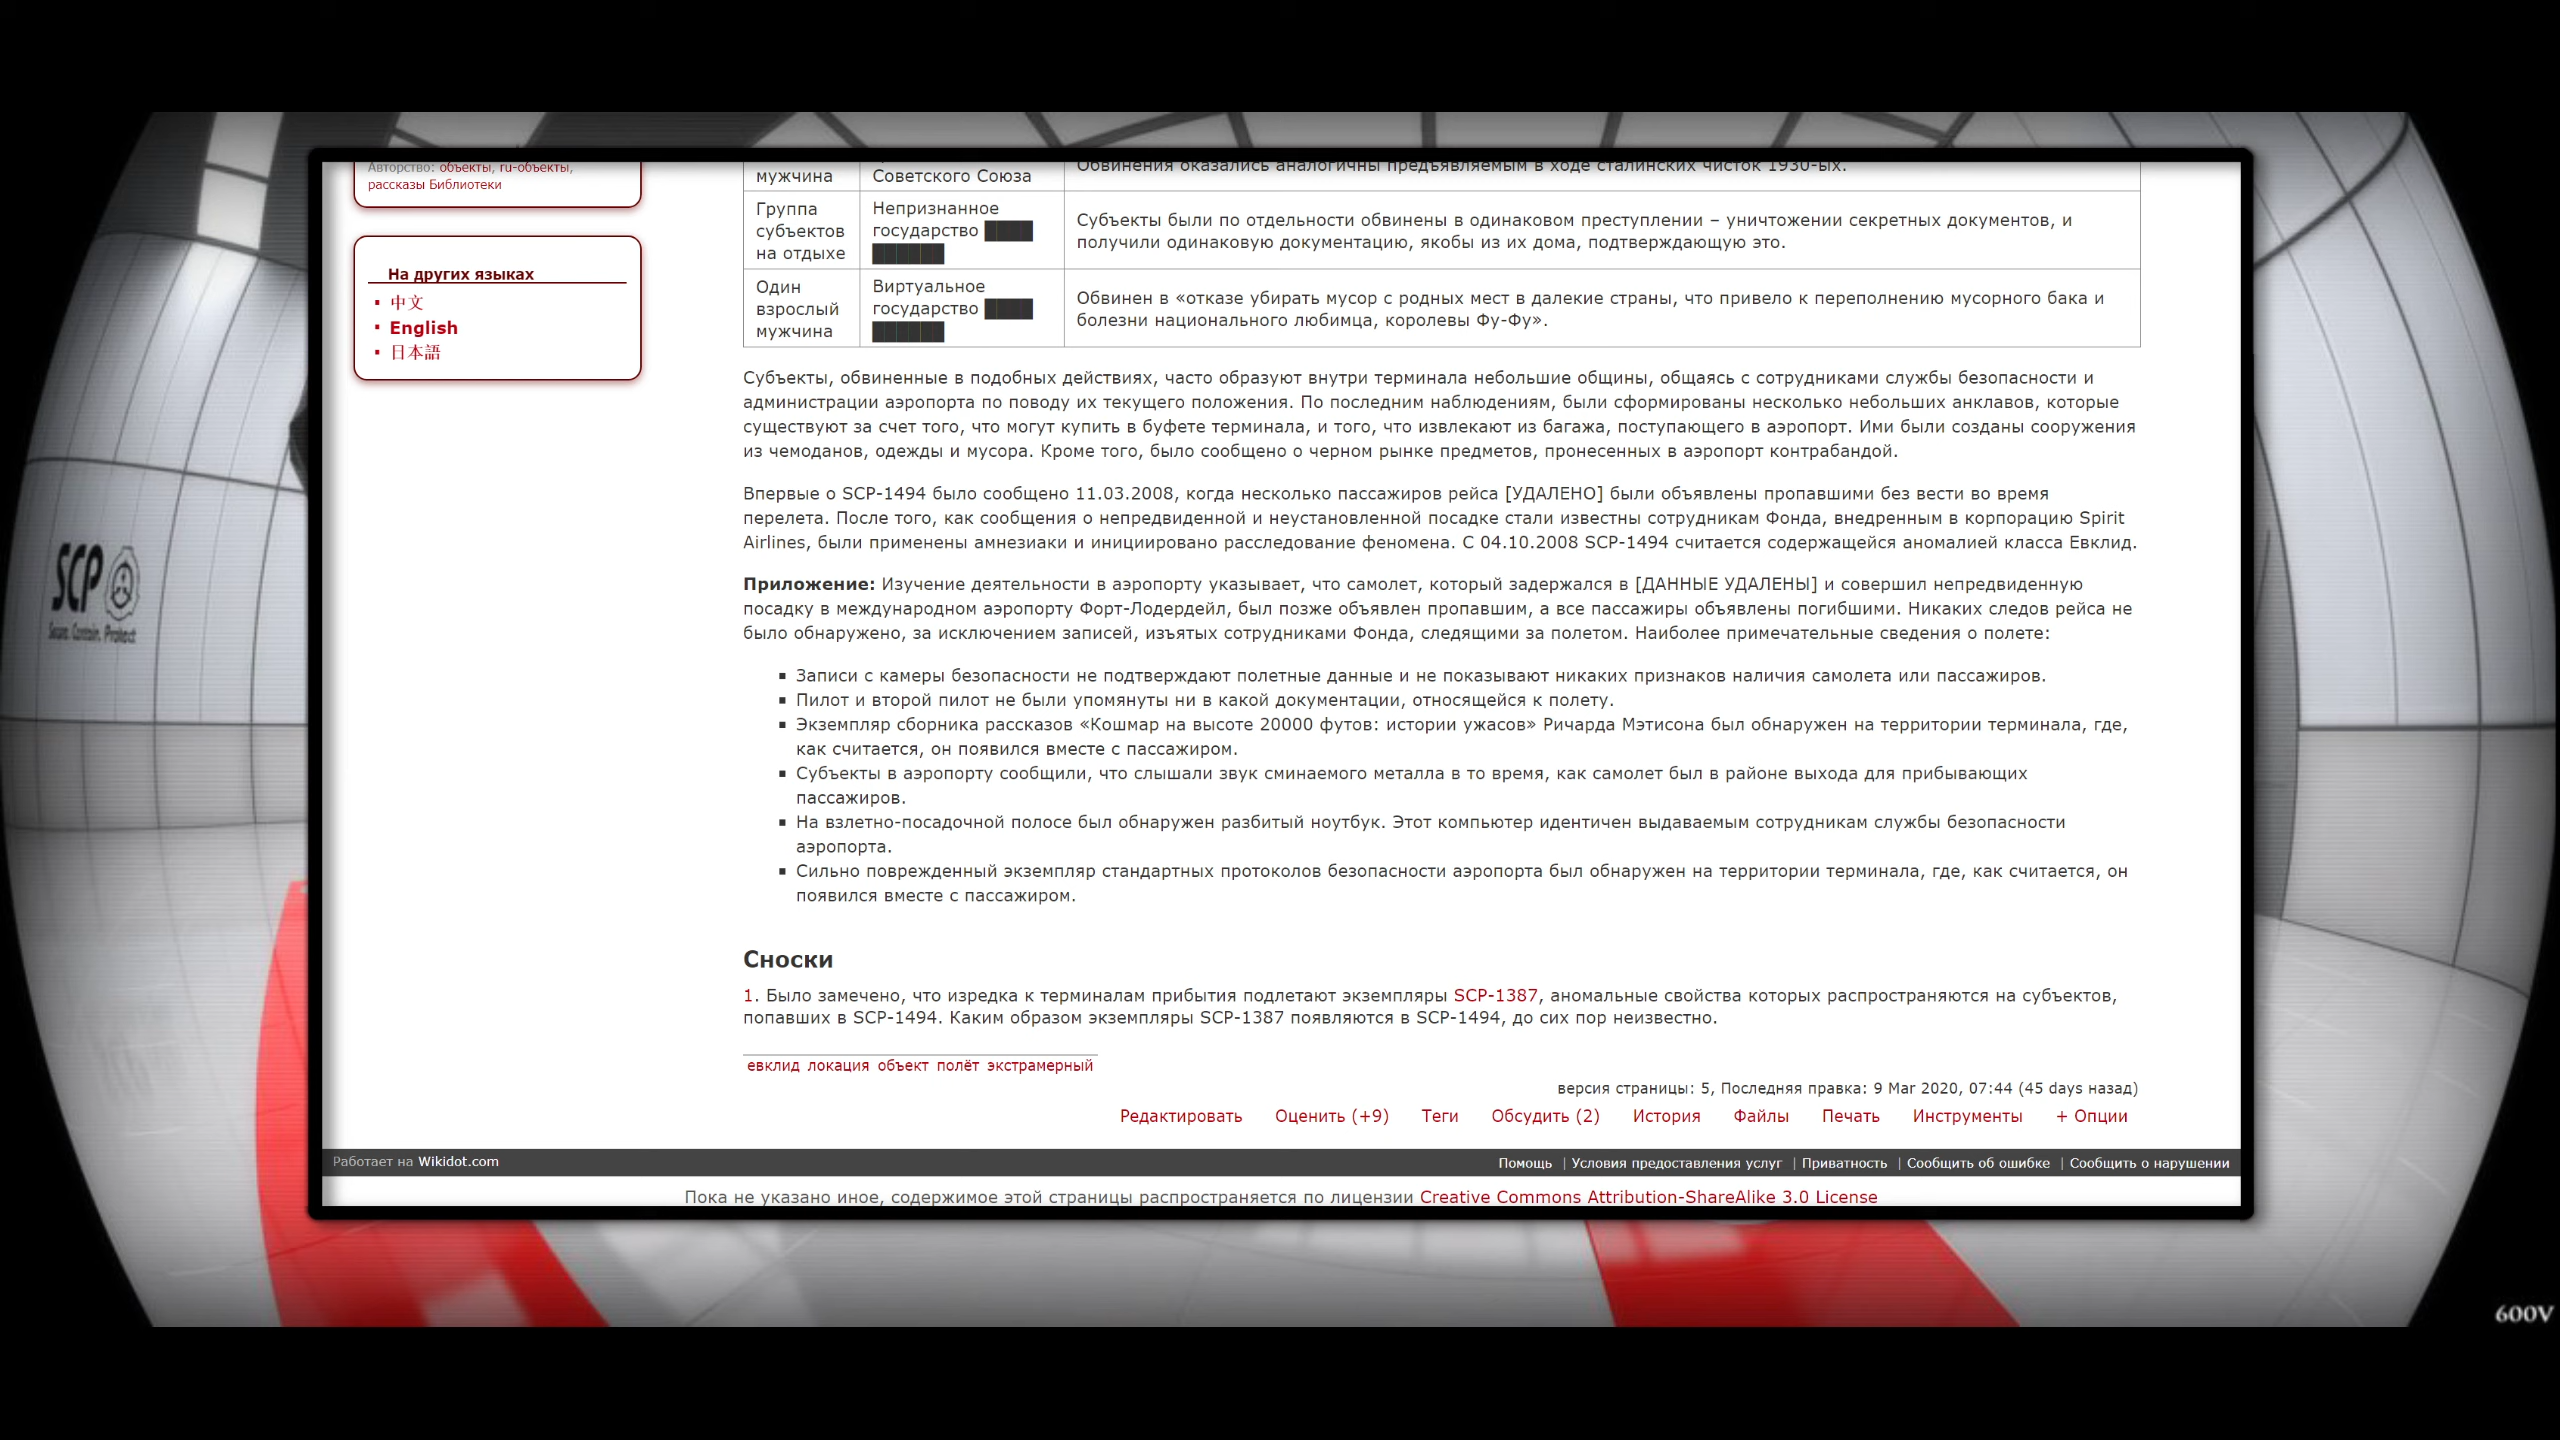 Авторство: объекты, ru-объекты,
рассказы Библиотеки
На других языках
中文
English
日本語
мужчина
Советского Союза
Обвинения оказались аналогичны предъявляемым в ходе сталинских чисток 1930-ых.
Группа
субъектов
на отдыхе
Непризнанное
государство ████
██████
Субъекты были по отдельности обвинены в одинаковом преступлении – уничтожении секретных документов, и
получили одинаковую документацию, якобы из их дома, подтверждающую это.
Один
взрослый
мужчина
Виртуальное
государство ████
██████
Обвинен в «отказе убирать мусор с родных мест в далекие страны, что привело к переполнению мусорного бака и
болезни национального любимца, королевы Фу-Фу».
Субъекты, обвиненные в подобных действиях, часто образуют внутри терминала небольшие общины, общаясь с сотрудниками службы безопасности и
администрации аэропорта по поводу их текущего положения. По последним наблюдениям, были сформированы несколько небольших анклавов, которые
существуют за счет того, что могут купить в буфете терминала, и того, что извлекают из багажа, поступающего в аэропорт. Ими были созданы сооружения
из чемоданов, одежды и мусора. Кроме того, было сообщено о черном рынке предметов, пронесенных в аэропорт контрабандой.
Впервые о SCP-1494 было сообщено 11.03.2008, когда несколько пассажиров рейса [УДАЛЕНО] были объявлены пропавшими без вести во время
перелета. После того, как сообщения о непредвиденной и неустановленной посадке стали известны сотрудникам Фонда, внедренным в корпорацию Spirit
Airlines, были применены амнезиаки и инициировано расследование феномена. С 04.10.2008 SCP-1494 считается содержащейся аномалией класса Евклид.
Приложение: Изучение деятельности в аэропорту указывает, что самолет, который задержался в [ДАННЫЕ УДАЛЕНЫ] и совершил непредвиденную
посадку в международном аэропорту Форт-Лодердейл, был позже объявлен пропавшим, а все пассажиры объявлены погибшими. Никаких следов рейса не
было обнаружено, за исключением записей, изъятых сотрудниками Фонда, следящими за полетом. Наиболее примечательные сведения о полете:
Записи с камеры безопасности не подтверждают полетные данные и не показывают никаких признаков наличия самолета или пассажиров.
Пилот и второй пилот не были упомянуты ни в какой документации, относящейся к полету.
Экземпляр сборника рассказов «Кошмар на высоте 20000 футов: истории ужасов» Ричарда Мэтисона был обнаружен на территории терминала, где,
как считается, он появился вместе с пассажиром.
Субъекты в аэропорту сообщили, что слышали звук сминаемого металла в то время, как самолет был в районе выхода для прибывающих
пассажиров.
На взлетно-посадочной полосе был обнаружен разбитый ноутбук. Этот компьютер идентичен выдаваемым сотрудникам службы безопасности
аэропорта.
Сильно поврежденный экземпляр стандартных протоколов безопасности аэропорта был обнаружен на территории терминала, где, как считается, он
появился вместе с пассажиром.
Сноски
1. Было замечено, что изредка к терминалам прибытия подлетают экземпляры SCP-1387, аномальные свойства которых распространяются на субъектов,
попавших в SCP-1494. Каким образом экземпляры SCP-1387 появляются в SCP-1494, до сих пор неизвестно.
евклид локация объект полёт экстрамерный
версия страницы: 5, Последняя правка: 9 Mar 2020, 07:44 (45 days назад)
Редактировать Оценить (+9) Теги Обсудить (2) История Файлы Печать Инструменты + Опции
Работает на Wikidot.com
Помощь | Условия предоставления услуг | Приватность | Сообщить об ошибке | Сообщить о нарушении
Пока не указано иное, содержимое этой страницы распространяется по лицензии Creative Commons Attribution-ShareAlike 3.0 License
SCP
Secure. Contain. Protect
600V